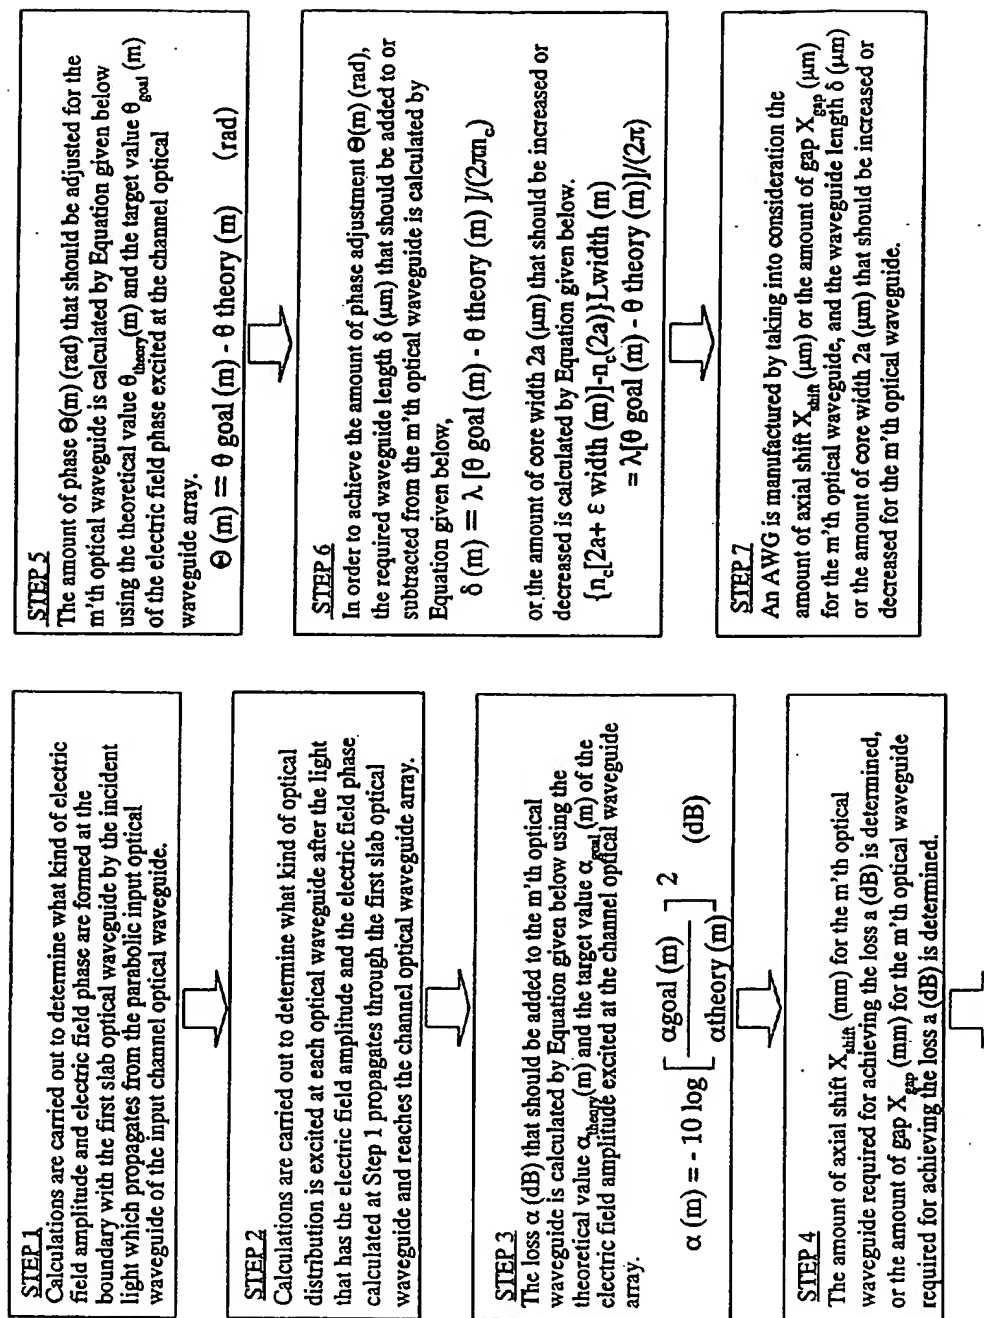 STEP 1
Calculations are carried out to determine what kind of electric
field amplitude and electric field phase are formed at the
boundary with the first slab optical waveguide by the incident
light which propagates from the parabolic input optical
waveguide of the input channel optical waveguide.
STEP 2
Calculations are carried out to determine what kind of optical
distribution is excited at each optical waveguide after the light
that has the electric field amplitude and the electric field phase
calculated at Step 1 propagates through the first slab optical
waveguide and reaches the channel optical waveguide array.
STEP 3
The loss α (dB) that should be added to the m'th optical
waveguide is calculated by Equation given below using the
theoretical value α_theory(m) and the target value α_goal (m) of the
electric field amplitude excited at the channel optical waveguide
array.
α (m) = - 10 log [ αgoal (m) / αtheory (m) ]² (dB)
STEP 4
The amount of axial shift X_shift (mm) for the m'th optical
waveguide required for achieving the loss a (dB) is determined,
or the amount of gap X_gap (mm) for the m'th optical waveguide
required for achieving the loss a (dB) is determined.
STEP 5
The amount of phase Θ(m) (rad) that should be adjusted for the
m'th optical waveguide is calculated by Equation given below
using the theoretical value θ_theory(m) and the target value θ_goal (m)
of the electric field phase excited at the channel optical
waveguide array.
Θ (m) = θ goal (m) - θ theory (m) (rad)
STEP 6
In order to achieve the amount of phase adjustment Θ(m) (rad),
the required waveguide length δ (μm) that should be added to or
subtracted from the m'th optical waveguide is calculated by
Equation given below,
δ (m) = λ [θ goal (m) - θ theory (m) ]/(2πn_c)
or the amount of core width 2a (μm) that should be increased or
decreased is calculated by Equation given below.
{n_c[2a+ ε width (m)]-n_c(2a)}Lwidth (m)
= λ[θ goal (m) - θ theory (m)]/(2π)
STEP 7
An AWG is manufactured by taking into consideration the
amount of axial shift X_shift (μm) or the amount of gap X_gap (μm)
for the m'th optical waveguide, and the waveguide length δ (μm)
or the amount of core width 2a (μm) that should be increased or
decreased for the m'th optical waveguide.